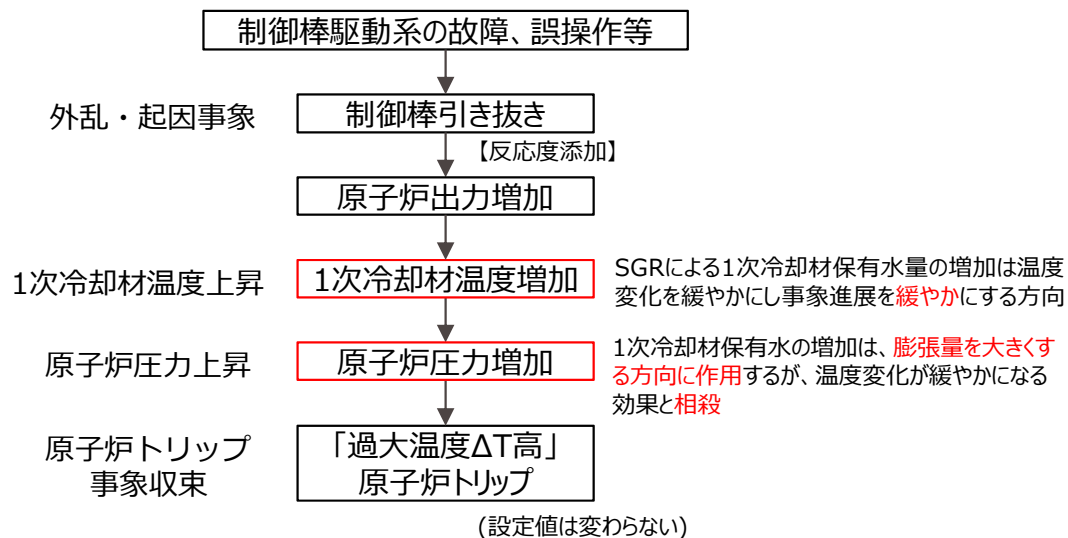 制御棒駆動系の故障、誤操作等
外乱・起因事象
制御棒引き抜き
【反応度添加】
原子炉出力増加
1次冷却材温度上昇
1次冷却材温度増加
SGRによる1次冷却材保有水量の増加は温度
変化を緩やかにし事象進展を緩やかにする方向
原子炉圧力上昇
原子炉圧力増加
1次冷却材保有水の増加は、膨張量を大きくす
る方向に作用するが、温度変化が緩やかになる
効果と相殺
原子炉トリップ
事象収束
「過大温度ΔT高」
原子炉トリップ
(設定値は変わらない)